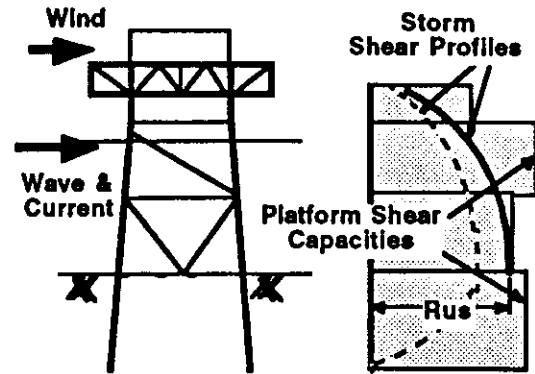 Wind
Wave &
Current
Storm
Shear Profiles
Platform Shear
Capacities
Rus